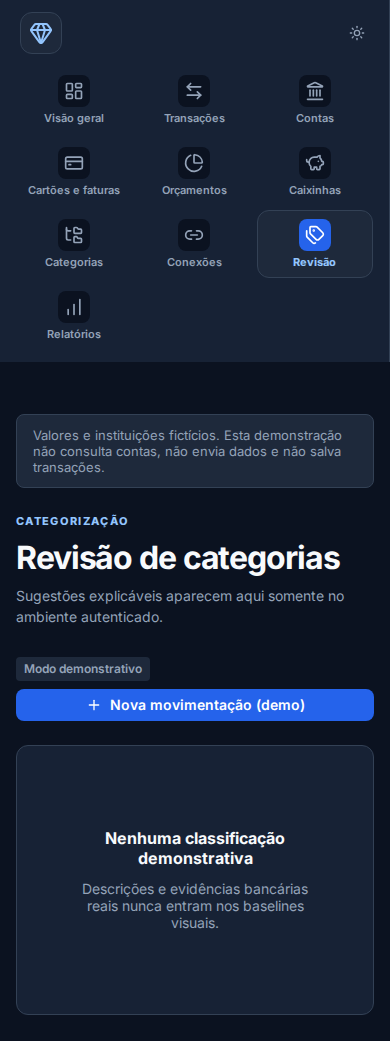 Visão geral
Transações
Contas
Cartões e faturas
Orçamentos
Caixinhas
Categorias
Conexões
Revisão
Relatórios
Valores e instituições fictícios. Esta demonstração
não consulta contas, não envia dados e não salva
transações.
CATEGORIZAÇÃO
Revisão de categorias
Sugestões explicáveis aparecem aqui somente no
ambiente autenticado.
Modo demonstrativo
Nova movimentação (demo)
Nenhuma classificação
demonstrativa
Descrições e evidências bancárias
reais nunca entram nos baselines
visuais.